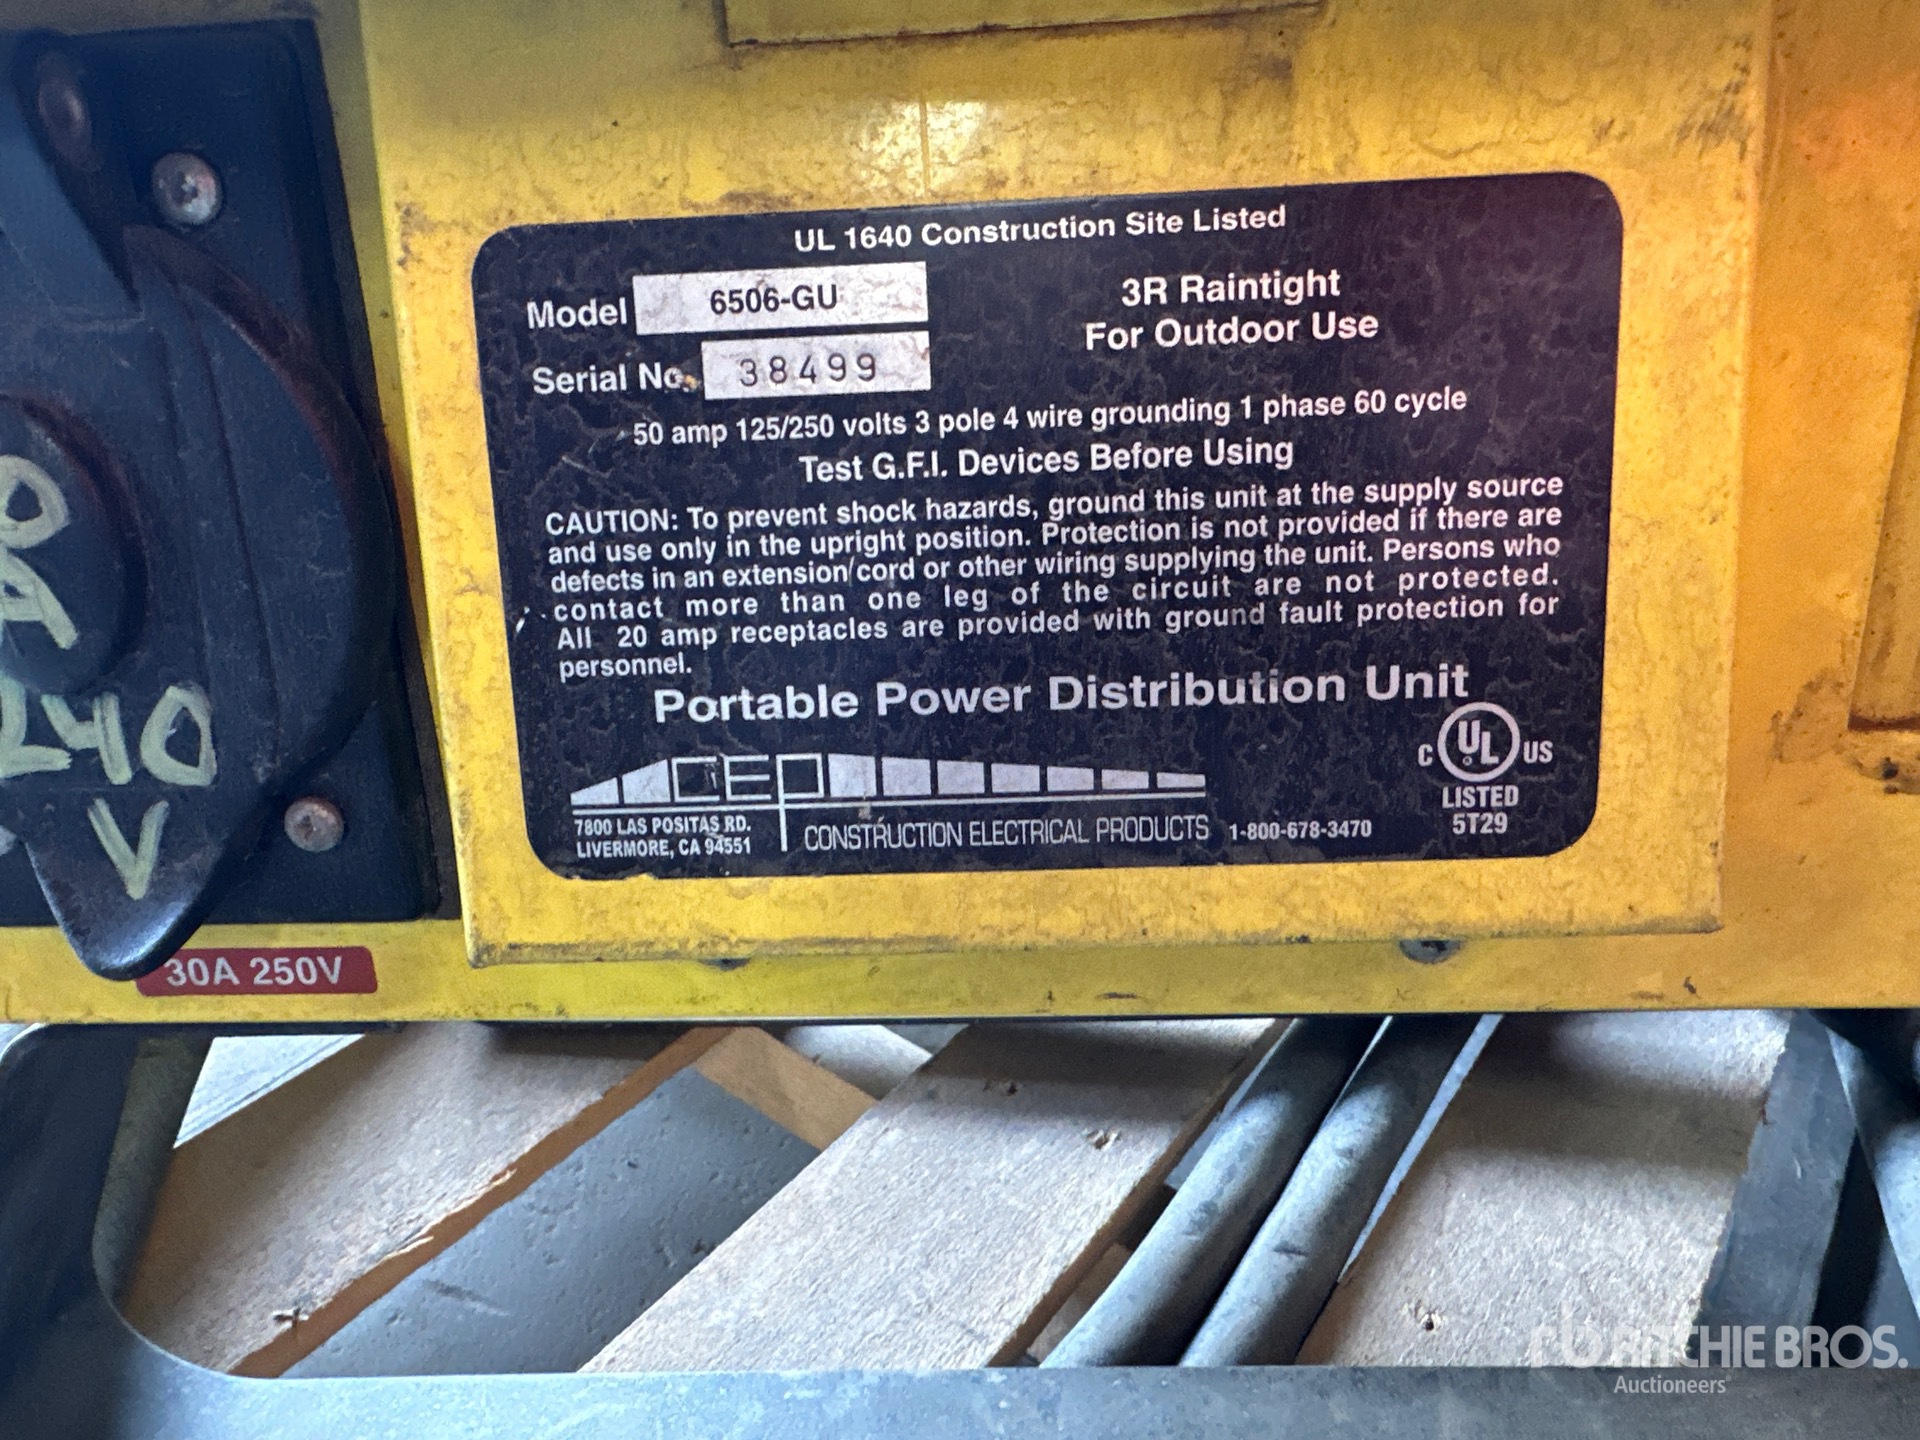 UL 1640 Construction Site Listed
Model 6506-GU
3R Raintight
For Outdoor Use
Serial No. 38499
50 amp 125/250 volts 3 pole 4 wire grounding 1 phase 60 cycle
Test G.F.I. Devices Before Using
CAUTION: To prevent shock hazards, ground this unit at the supply source
and use only in the upright position. Protection is not provided if there are
defects in an extension cord or other wiring supplying the unit. Persons who
contact more than one leg of the circuit are not protected.
All 20 amp receptacles are provided with ground fault protection for
personnel.
Portable Power Distribution Unit
CEP
C UL US
LISTED
5T29
7800 LAS POSITAS RD.
LIVERMORE, CA 94551
CONSTRUCTION ELECTRICAL PRODUCTS 1-800-678-3470
240
V
30A 250V
RITCHIE BROS.
Auctioneers